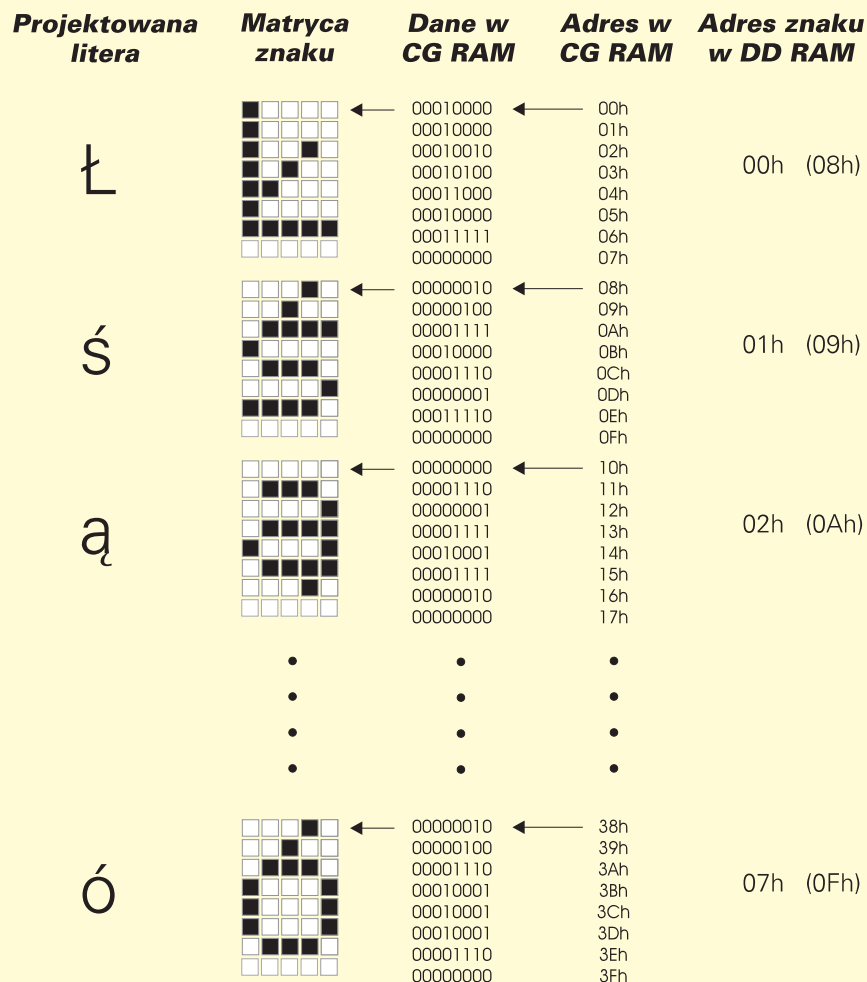 Projektowana litera Matryca znaku Dane w CG RAM Adres w CG RAM Adres znaku w DD RAM
Ł
00010000 00h
00010000 01h
00010010 02h
00010100 03h
00011000 04h
00010000 05h
00011111 06h
00000000 07h
00h (08h)
Ś
00000010 08h
00000100 09h
00001111 0Ah
00010000 0Bh
00001110 0Ch
00000001 0Dh
00011110 0Eh
00000000 0Fh
01h (09h)
ą
00000000 10h
00001110 11h
00000001 12h
00001111 13h
00010001 14h
00001111 15h
00000010 16h
00000000 17h
02h (0Ah)
Ó
00000010 38h
00000100 39h
00001110 3Ah
00010001 3Bh
00010001 3Ch
00010001 3Dh
00001110 3Eh
00000000 3Fh
07h (0Fh)